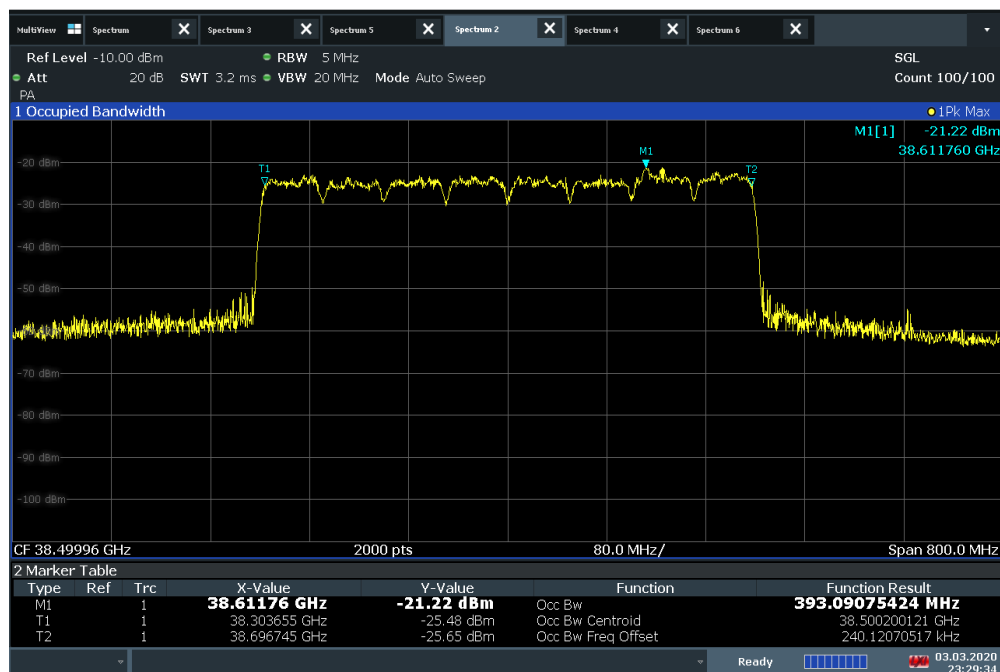 MultiView Spectrum X Spectrum 3 X Spectrum 5 X Spectrum 2 X Spectrum 4 X Spectrum 6 X
Ref Level -10.00 dBm RBW 5 MHz SGL
Att 20 dB SWT 3.2 ms VBW 20 MHz Mode Auto Sweep Count 100/100
PA
1 Occupied Bandwidth 1Pk Max
M1[1] -21.22 dBm
38.611760 GHz
M1
-20 dBm
T1 T2
-30 dBm
-40 dBm
-50 dBm
-70 dBm
-80 dBm
-90 dBm
-100 dBm
CF 38.49996 GHz 2000 pts 80.0 MHz/ Span 800.0 MHz
2 Marker Table
Type Ref Trc X-Value Y-Value Function Function Result
M1 1 38.61176 GHz -21.22 dBm Occ Bw 393.09075424 MHz
T1 1 38.303655 GHz -25.48 dBm Occ Bw Centroid 38.500200121 GHz
T2 1 38.696745 GHz -25.65 dBm Occ Bw Freq Offset 240.12070517 kHz
Ready 03.03.2020
23:29:34